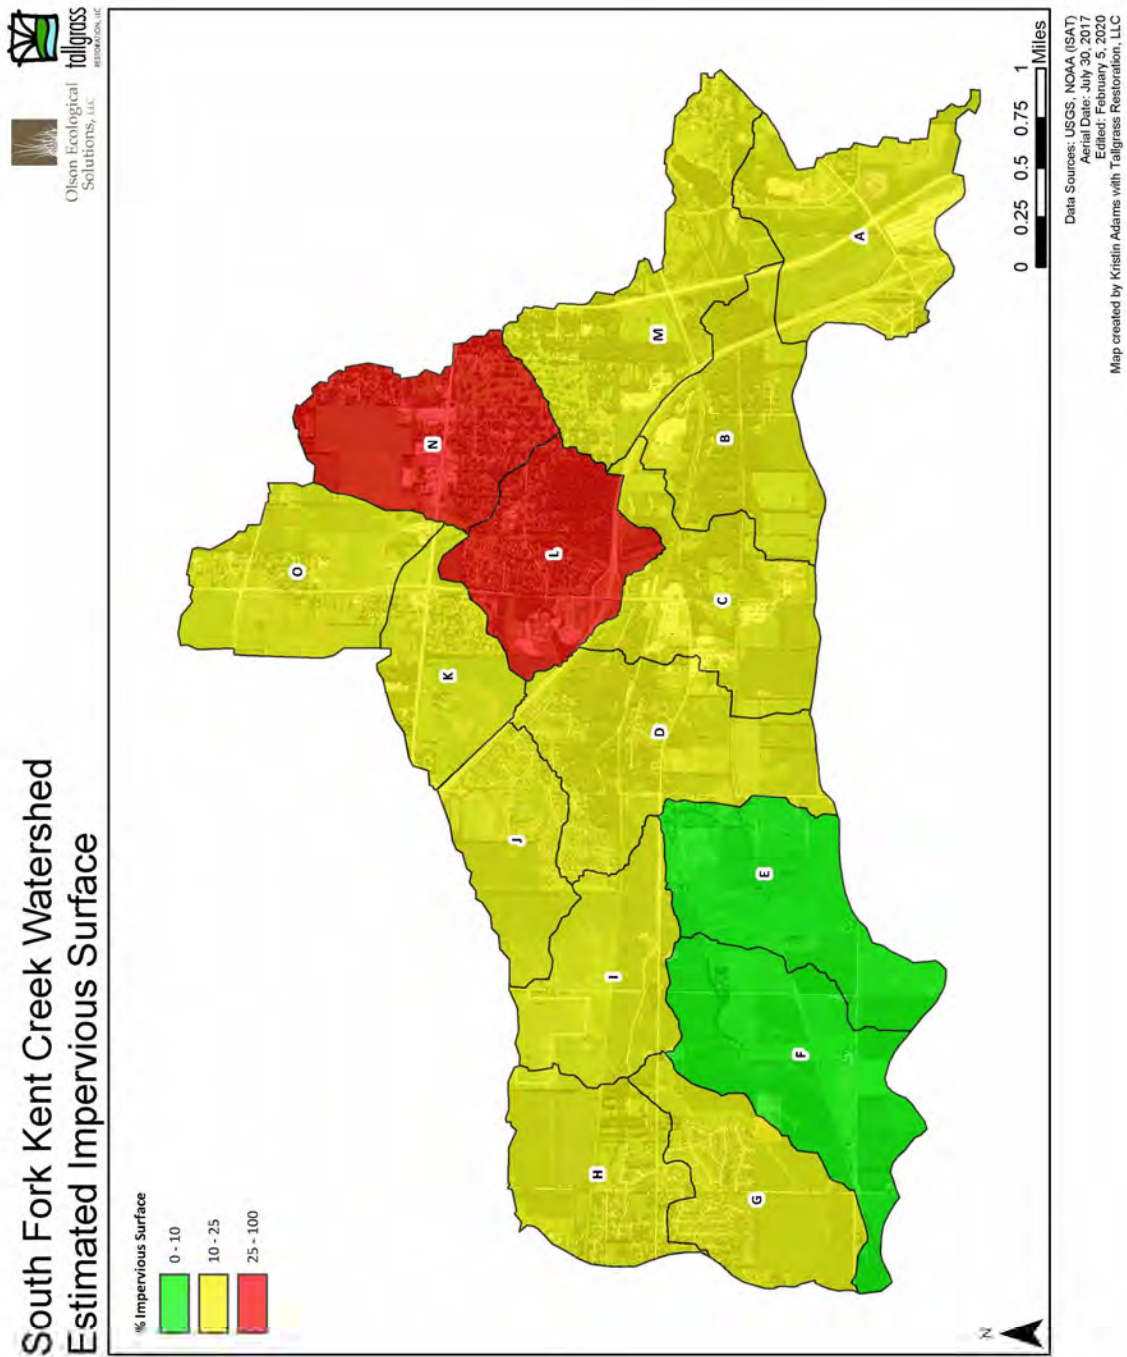 South Fork Kent Creek Watershed
Estimated Impervious Surface
Olson Ecological
Solutions, LLC
tallgrass
RESTORATION, LLC
% Impervious Surface
0 - 10
10 - 25
25 - 100
O
N
K
L
J
M
D
C
B
A
I
H
E
F
G
N
0 0.25 0.5 0.75 1
Miles
Data Sources: USGS, NOAA (ISAT)
Aerial Date: July 30, 2017
Edited: February 5, 2020
Map created by Kristin Adams with Tallgrass Restoration, LLC